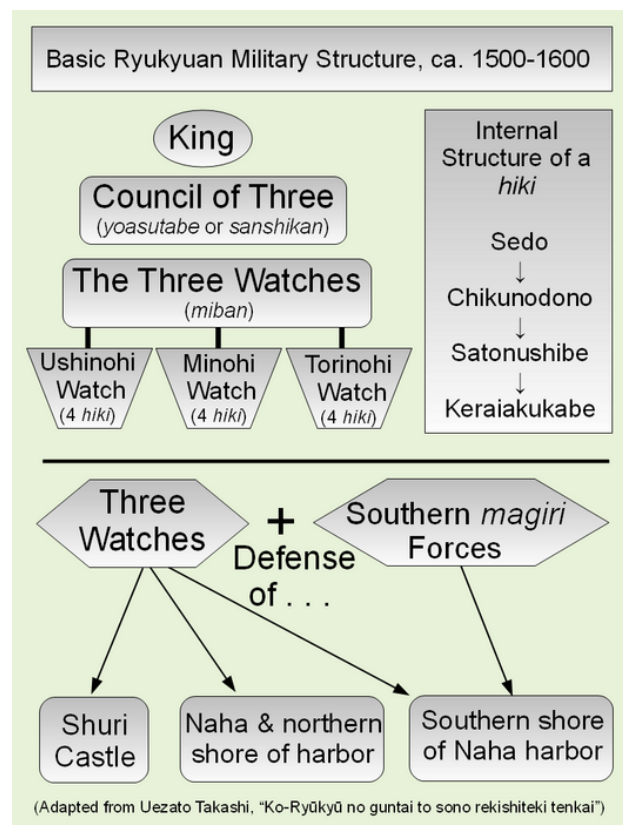 Basic Ryukyuan Military Structure, ca. 1500-1600
King
Council of Three
(yoasutabe or sanshikan)
The Three Watches
(miban)
Ushinohi
Watch
(4 hiki)
Minohi
Watch
(4 hiki)
Torinohi
Watch
(4 hiki)
Internal
Structure of a
hiki
Sedo
↓
Chikunodono
↓
Satonushibe
↓
Keraiakukabe
Three
Watches
+
Defense
of . . .
Southern magiri
Forces
Shuri
Castle
Naha & northern
shore of harbor
Southern shore
of Naha harbor
(Adapted from Uezato Takashi, “Ko-Ryūkyū no guntai to sono rekishiteki tenkai”)